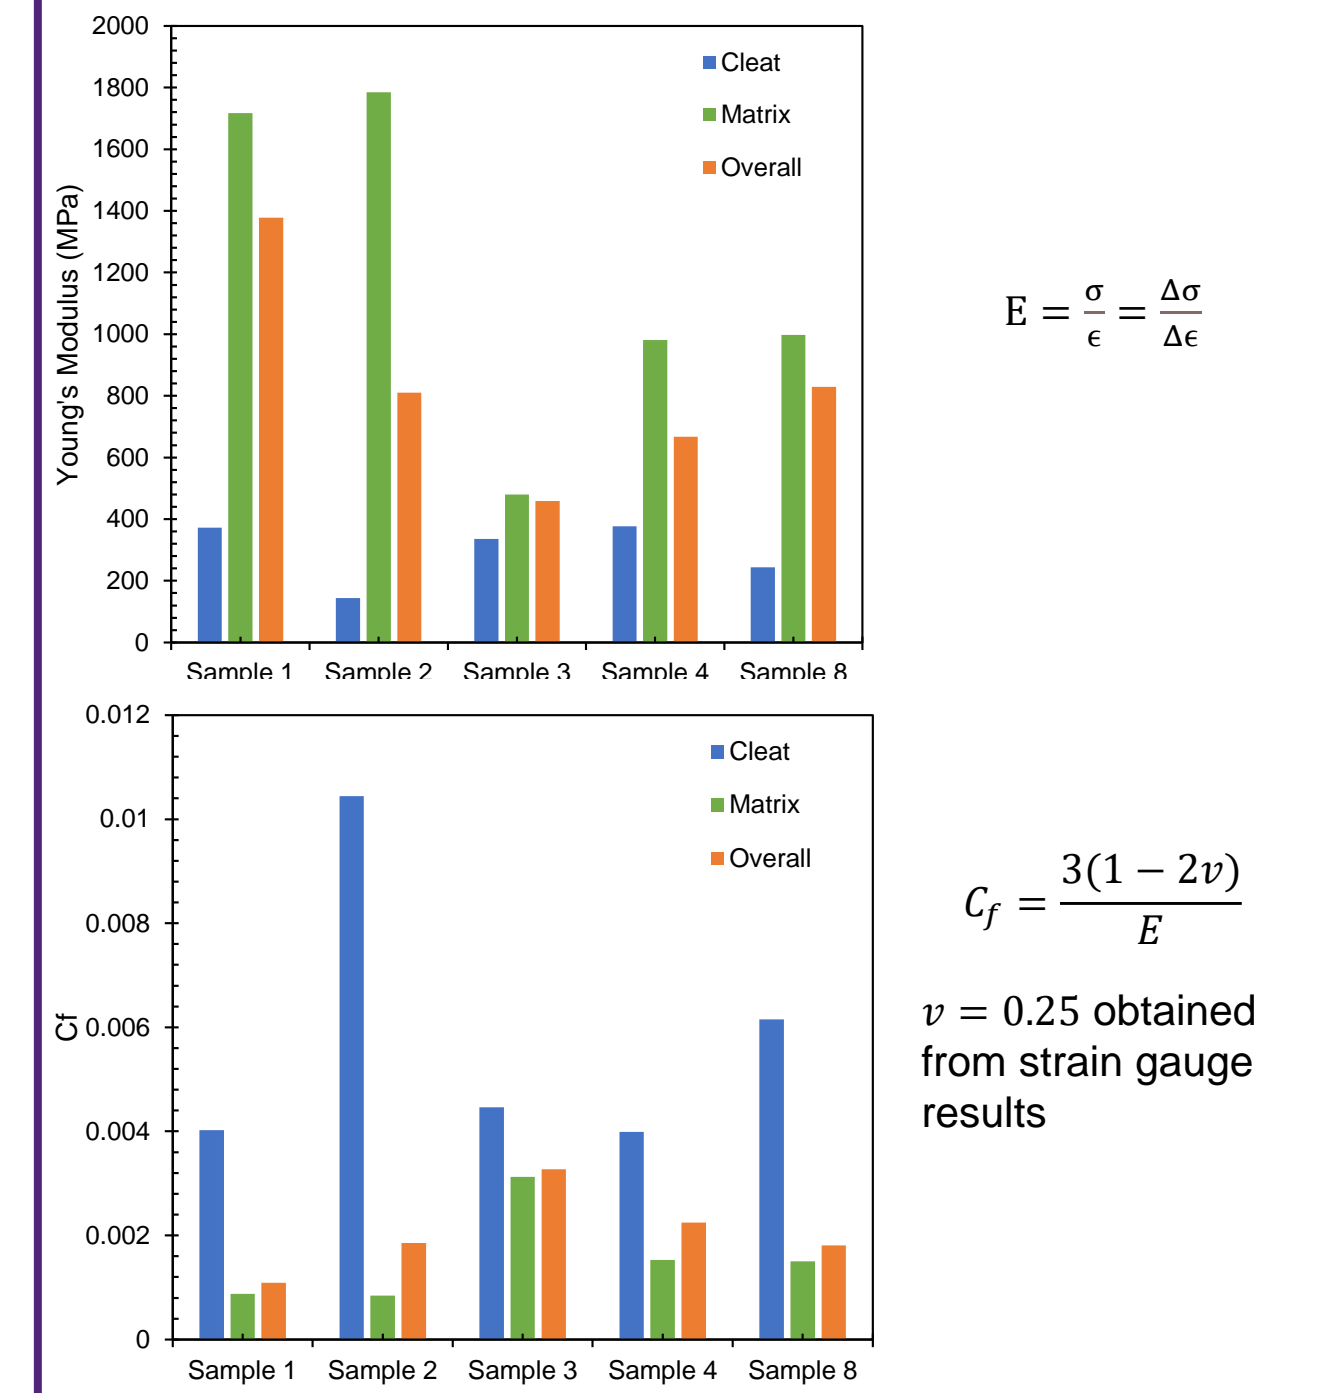 2000
1800
1600
1400
1200
1000
800
600
400
200
0
Young's Modulus (MPa)
Cleat
Matrix
Overall
Sample 1 Sample 2 Sample 3 Sample 4 Sample 8
E = σ/ϵ = Δσ/Δϵ
0.012
0.01
0.008
0.006
0.004
0.002
0
Cf
Cleat
Matrix
Overall
Sample 1 Sample 2 Sample 3 Sample 4 Sample 8
C_f = 3(1 − 2v)/E
v = 0.25 obtained
from strain gauge
results